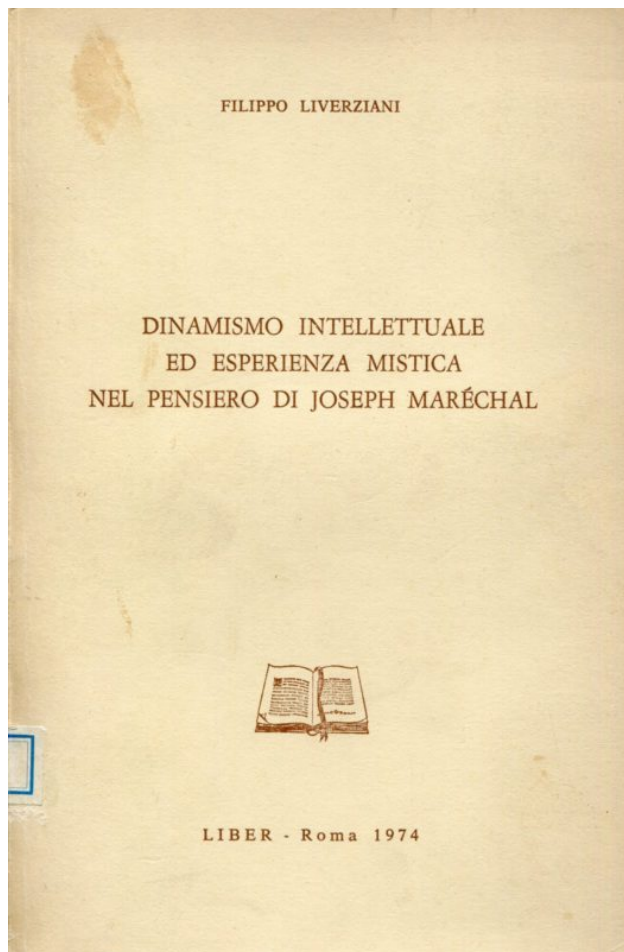 FILIPPO LIVERZIANI
DINAMISMO INTELLETTUALE
ED ESPERIENZA MISTICA
NEL PENSIERO DI JOSEPH MARÉCHAL
LIBER - Roma 1974